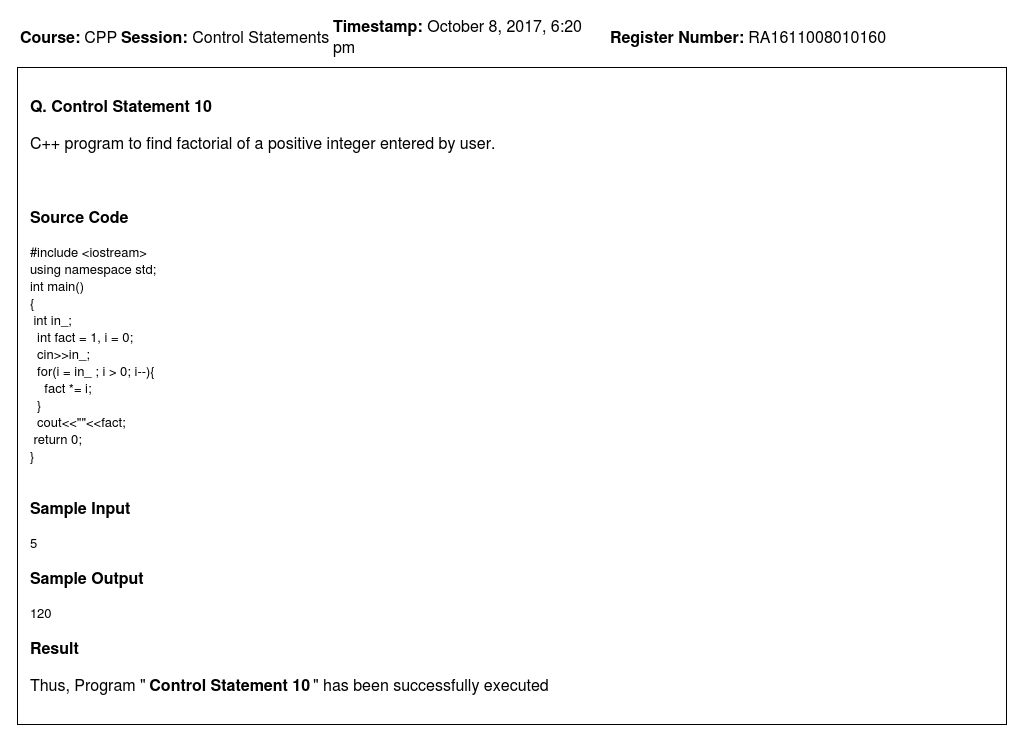 Course: CPP Session: Control Statements Timestamp: October 8, 2017, 6:20 pm Register Number: RA1611008010160
Q. Control Statement 10
C++ program to find factorial of a positive integer entered by user.
Source Code
#include <iostream>
using namespace std;
int main()
{
 int in_;
  int fact = 1, i = 0;
  cin>>in_;
  for(i = in_ ; i > 0; i--){
    fact *= i;
  }
  cout<<""<<fact;
 return 0;
}
Sample Input
5
Sample Output
120
Result
Thus, Program " Control Statement 10 " has been successfully executed